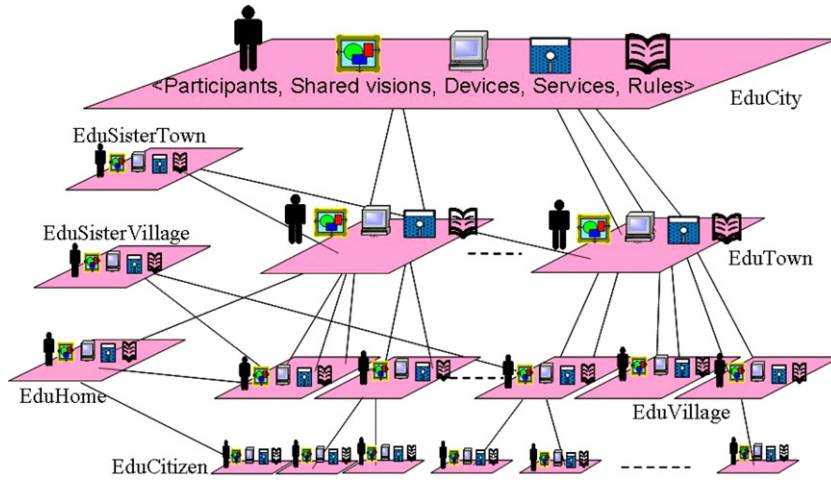 <Participants, Shared visions, Devices, Services, Rules>
EduCity
EduSisterTown
EduSisterVillage
EduTown
EduHome
EduVillage
EduCitizen